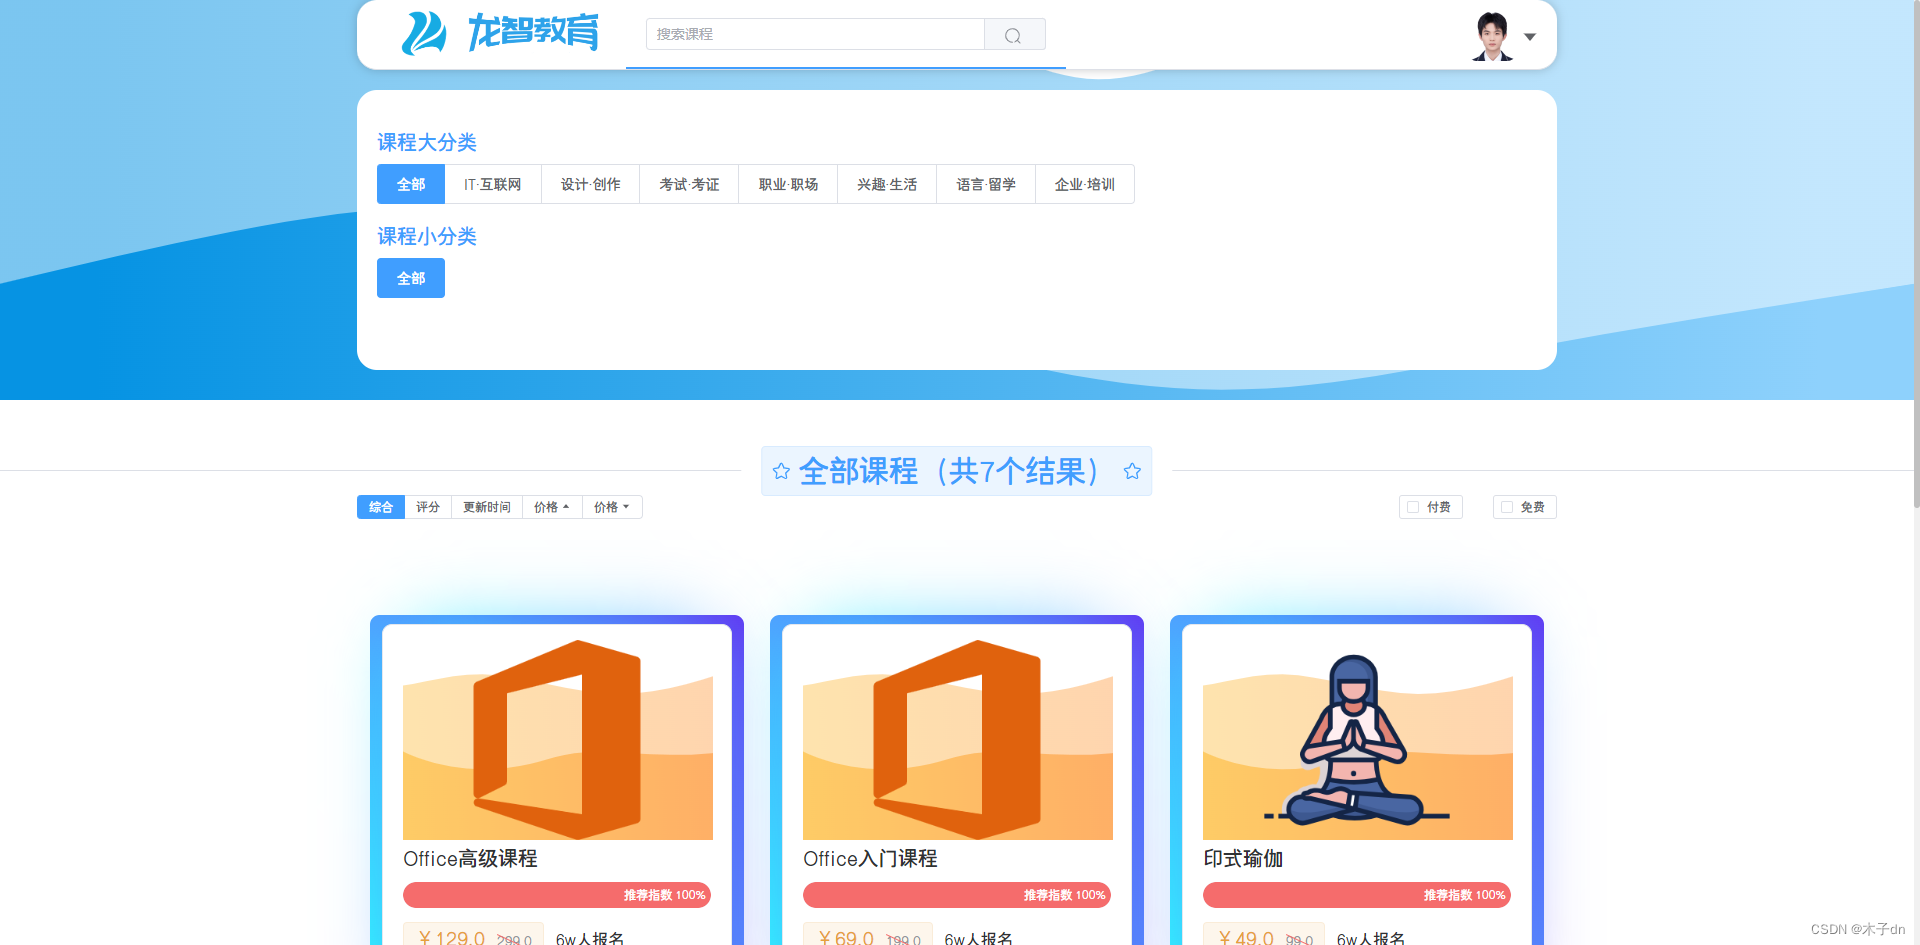 龙智教育
搜索课程
课程大分类
全部 IT·互联网 设计·创作 考试·考证 职业·职场 兴趣·生活 语言·留学 企业·培训
课程小分类
全部
全部课程（共7个结果）
综合 评分 更新时间 价格 价格 付费 免费
Office高级课程 Office入门课程 印式瑜伽
推荐指数 100% 推荐指数 100% 推荐指数 100%
￥129.0 299.0 6w人报名 ￥69.0 199.0 6w人报名 ￥49.0 99.0 6w人报名
CSDN @木子dn